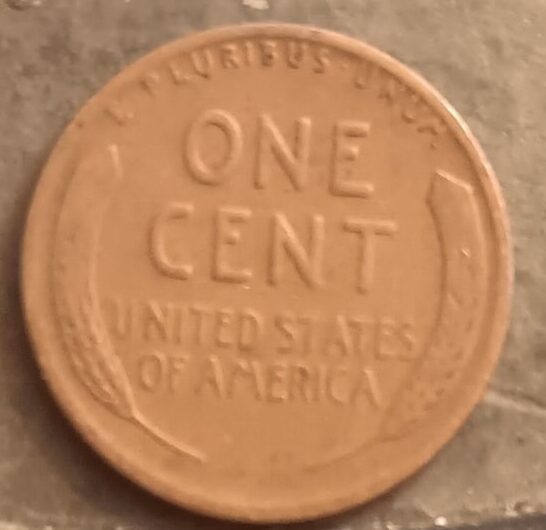 E · PLURIBUS · UNUM
ONE
CENT
UNITED STATES
OF AMERICA